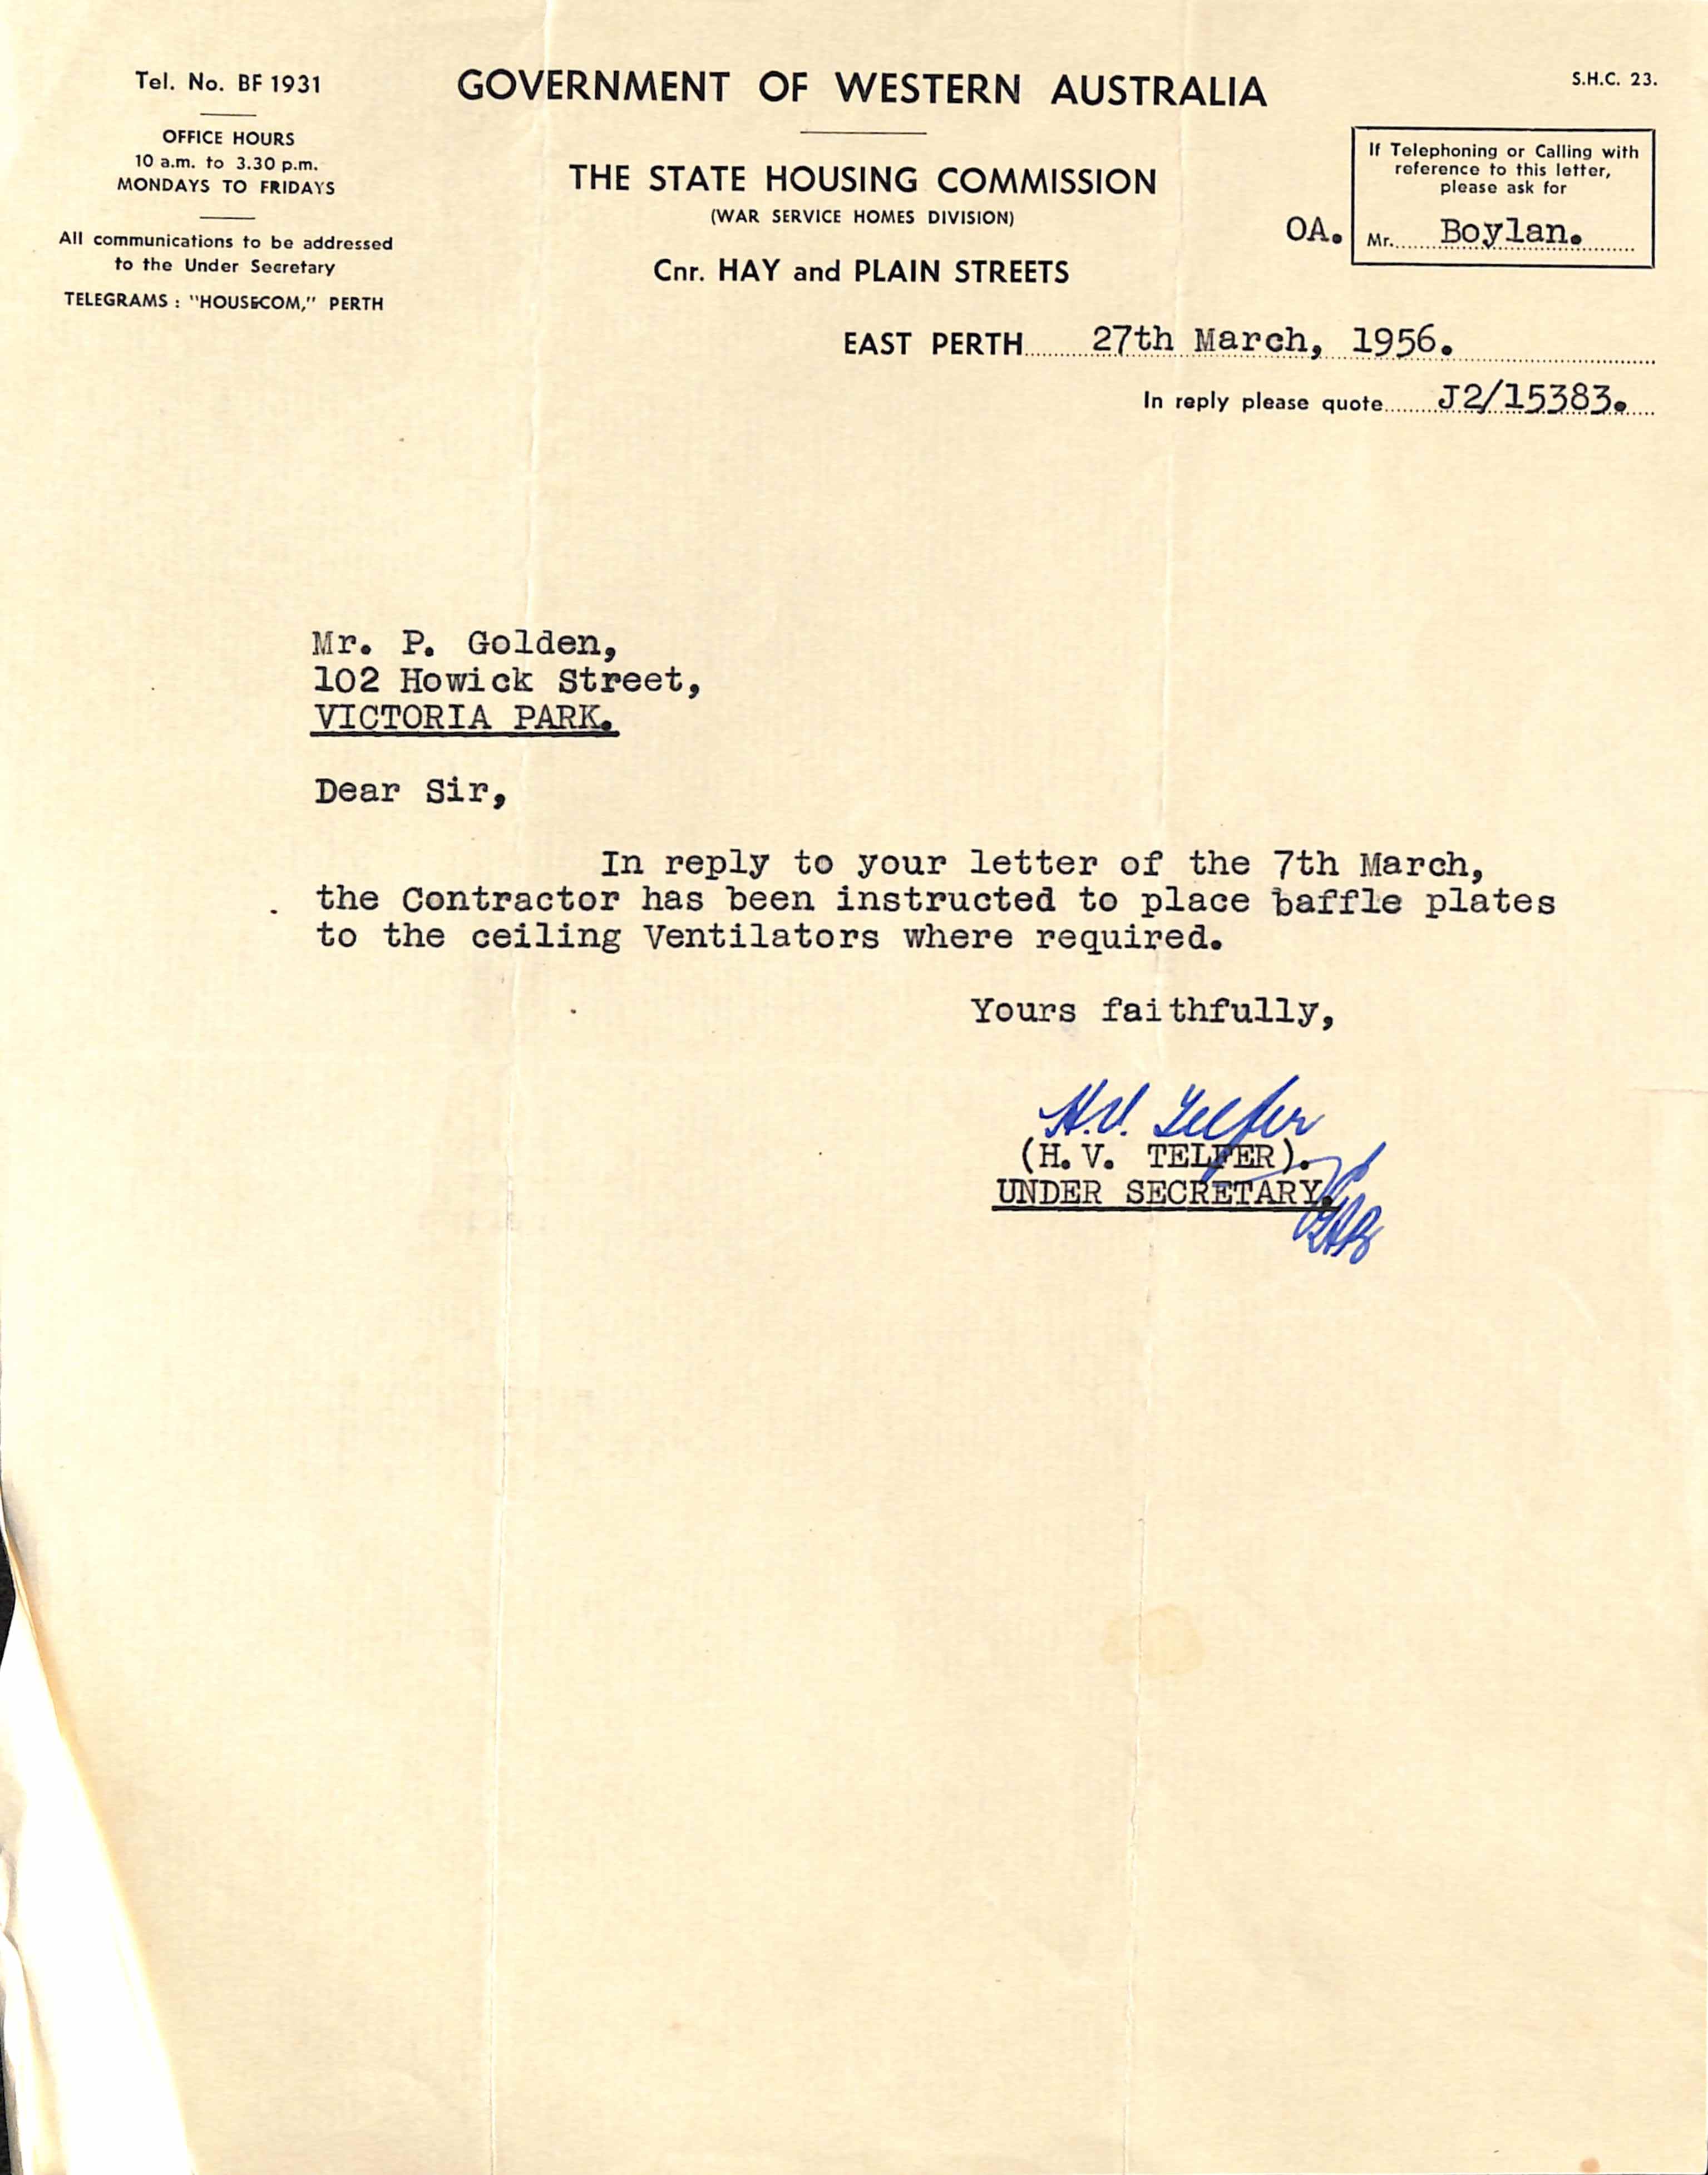 Tel. No. BF 1931
OFFICE HOURS
10 a.m. to 3.30 p.m.
MONDAYS TO FRIDAYS
All communications to be addressed
to the Under Secretary
TELEGRAMS : "HOUSECOM," PERTH
GOVERNMENT OF WESTERN AUSTRALIA
THE STATE HOUSING COMMISSION
(WAR SERVICE HOMES DIVISION)
Cnr. HAY and PLAIN STREETS
S.H.C. 23.
If Telephoning or Calling with
reference to this letter,
please ask for
OA. Mr. Boylan.
EAST PERTH 27th March, 1956.
In reply please quote J2/15383.
Mr. P. Golden,
102 Howick Street,
VICTORIA PARK.
Dear Sir,
In reply to your letter of the 7th March,
the Contractor has been instructed to place baffle plates
to the ceiling Ventilators where required.
Yours faithfully,
H.V. Telfer
(H. V. TELFER).
UNDER SECRETARY.